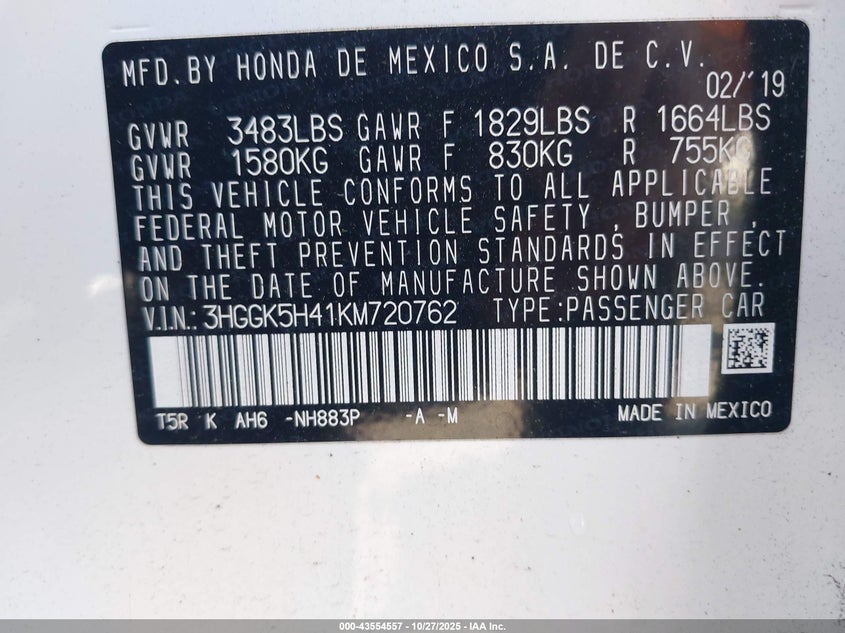 MFD. BY HONDA DE MEXICO S.A. DE C.V.
02/'19
GVWR 3483LBS GAWR F 1829LBS R 1664LBS
GVWR 1580KG GAWR F 830KG R 755KG
THIS VEHICLE CONFORMS TO ALL APPLICABLE
FEDERAL MOTOR VEHICLE SAFETY , BUMPER ,
AND THEFT PREVENTION STANDARDS IN EFFECT
ON THE DATE OF MANUFACTURE SHOWN ABOVE.
V.I.N.: 3HGGK5H41KM720762 TYPE:PASSENGER CAR
T5R K AH6 -NH883P -A -M MADE IN MEXICO
000-43554557 - 10/27/2025 - IAA Inc.